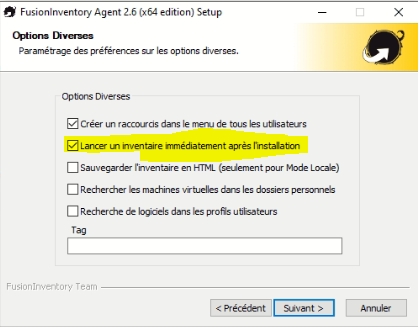 FusionInventory Agent 2.6 (x64 edition) Setup
Options Diverses
Paramétrage des préférences sur les options diverses.
Options Diverses
Créer un raccourcis dans le menu de tous les utilisateurs
Lancer un inventaire immédiatement après l'installation
Sauvegarder l'inventaire en HTML (seulement pour Mode Locale)
Rechercher les machines virtuelles dans les dossiers personnels
Recherche de logiciels dans les profils utilisateurs
Tag
FusionInventory Team
< Précédent
Suivant >
Annuler